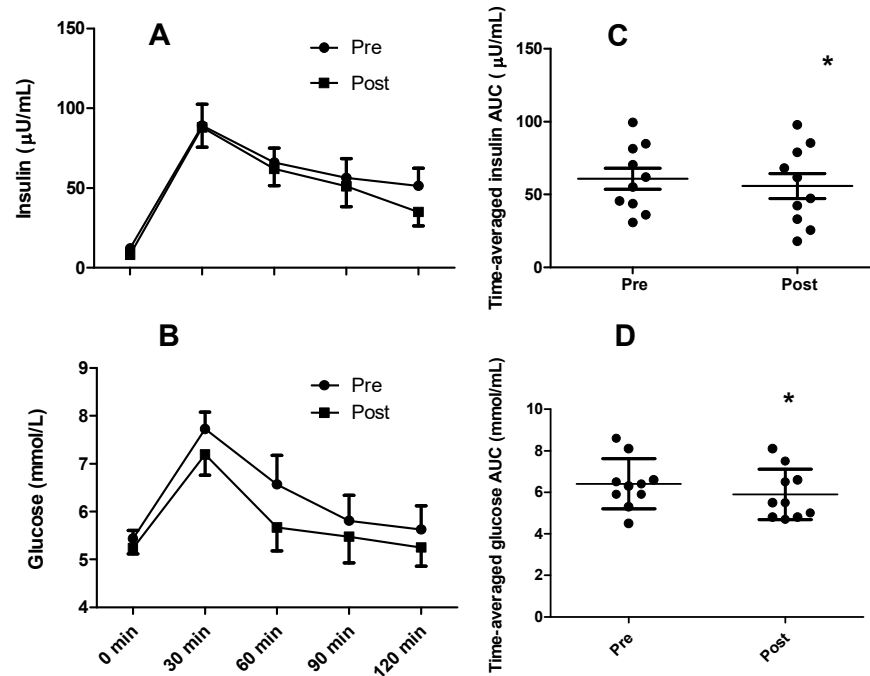 A
Insulin ( μU/mL)
150
100
50
0
Pre
Post
C
*
Time-averaged insulin AUC ( μU/mL)
150
100
50
0
Pre
Post
B
Glucose (mmol/L)
9
8
7
6
5
4
Pre
Post
0 min
30 min
60 min
90 min
120 min
D
*
Time-averaged glucose AUC (mmol/mL)
10
8
6
4
2
0
Pre
Post